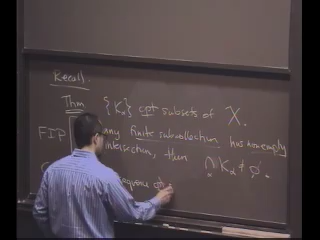 Recall.
Thm {Kα} cpt subsets of X.
FIP any finite subcollection has nonempty
intersection, then ∩α Kα ≠ ∅.